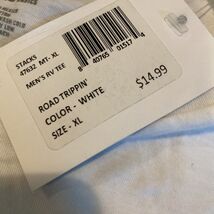 STACKS
47632 MT- XL
MEN'S RV TEE
8 40765 01517 4
ROAD TRIPPIN'
COLOR - WHITE
SIZE - XL
$14.99